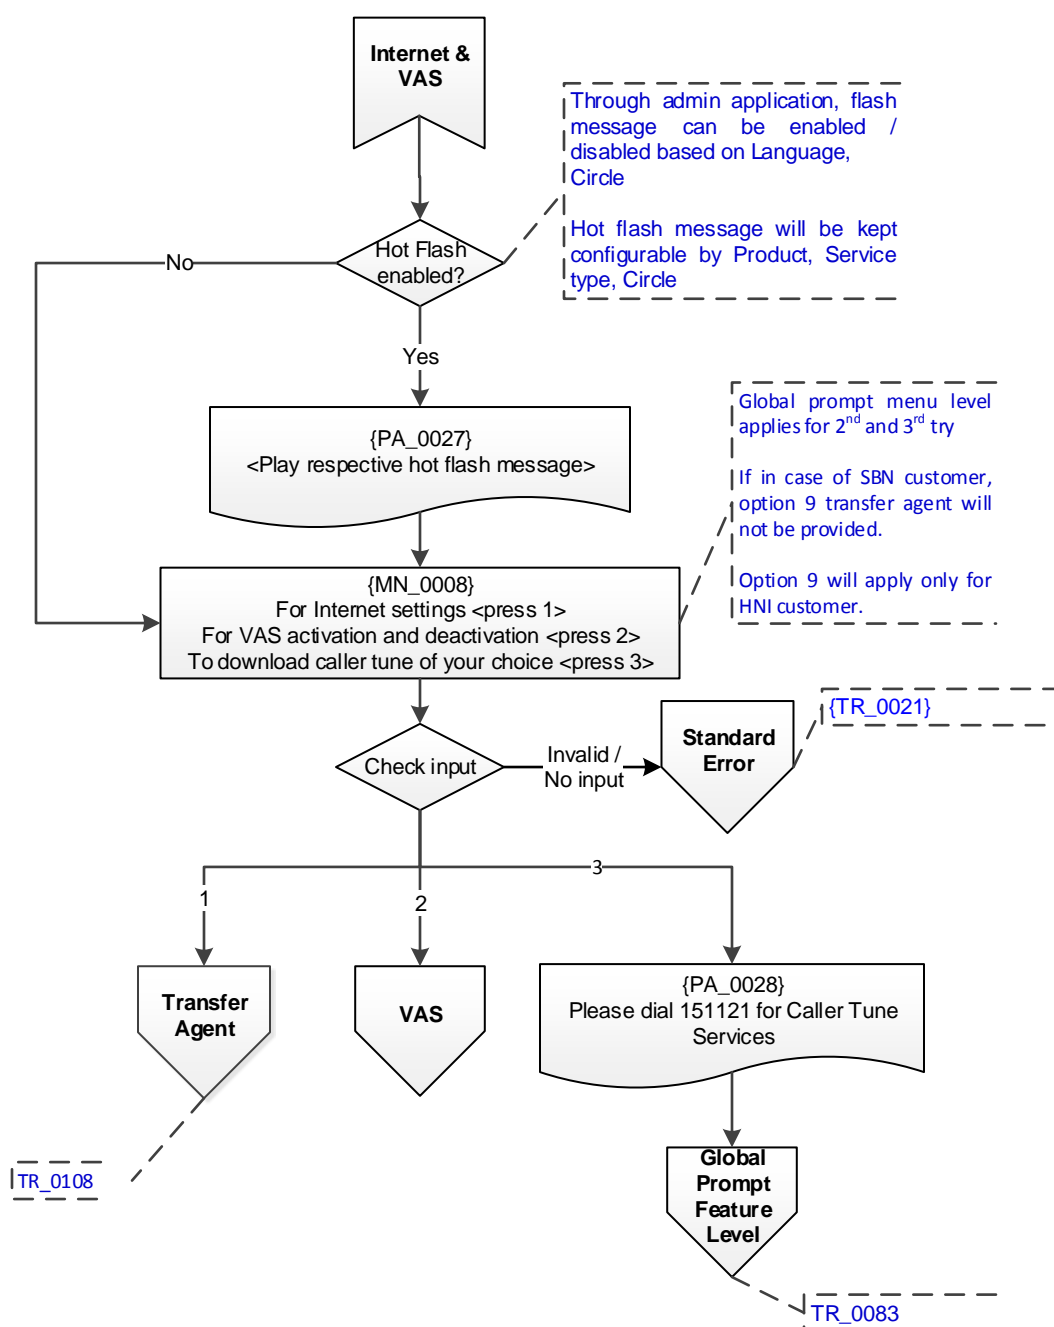 Internet &
VAS
Through admin application, flash
message can be enabled /
disabled based on Language,
Circle
Hot flash message will be kept
configurable by Product, Service
type, Circle
Hot Flash
enabled?
No
Yes
{PA_0027}
<Play respective hot flash message>
Global prompt menu level
applies for 2nd and 3rd try
If in case of SBN customer,
option 9 transfer agent will
not be provided.
Option 9 will apply only for
HNI customer.
{MN_0008}
For Internet settings <press 1>
For VAS activation and deactivation <press 2>
To download caller tune of your choice <press 3>
{TR_0021}
Standard
Error
Check input
Invalid /
No input
3
1
2
Transfer
Agent
VAS
{PA_0028}
Please dial 151121 for Caller Tune
Services
TR_0108
Global
Prompt
Feature
Level
TR_0083